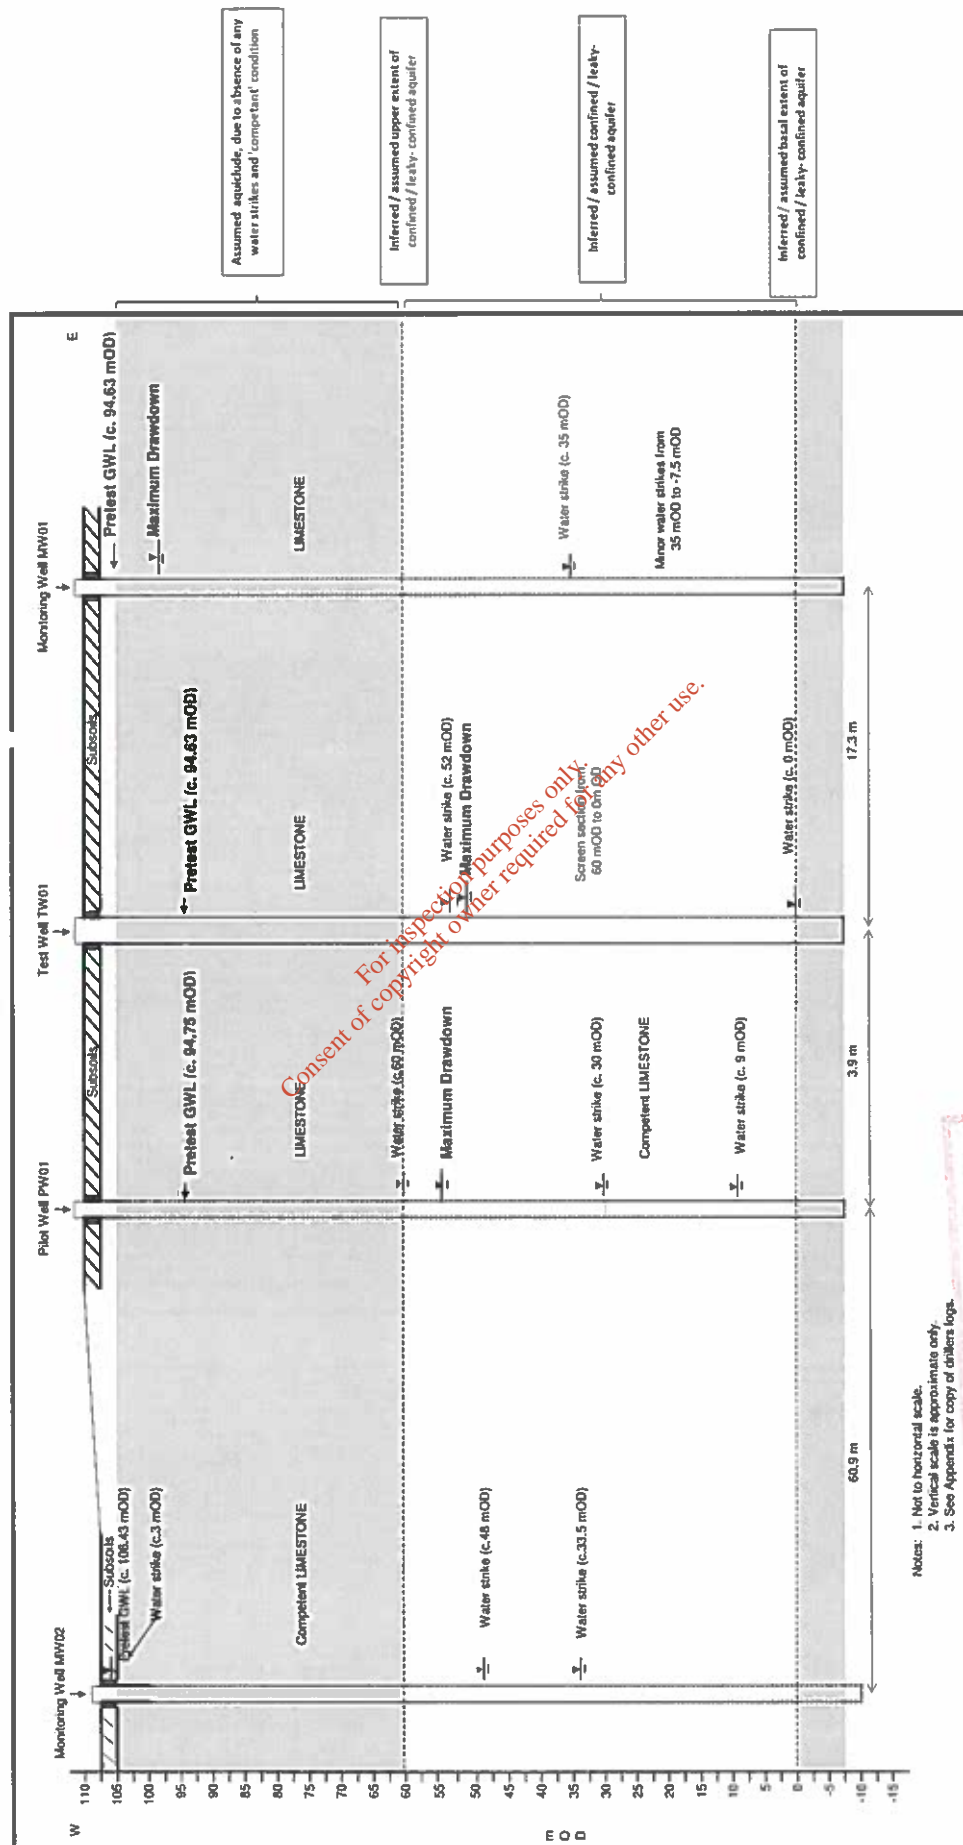 W
E
Monitoring Well MW02
Pilot Well PW01
Test Well TW01
Monitoring Well MW01
Subsoils
Pretest GWL (c. 106.43 mOD)
Water strike (c.3 mOD)
Competent LIMESTONE
Water strike (c.48 mOD)
Water strike (c.33.5 mOD)
Subsoils
Pretest GWL (c. 94.75 mOD)
LIMESTONE
Water strike (c.60 mOD)
Maximum Drawdown
Water strike (c. 30 mOD)
Competent LIMESTONE
Water strike (c. 9 mOD)
Subsoils
Pretest GWL (c. 94.63 mOD)
LIMESTONE
Water strike (c. 52 mOD)
Maximum Drawdown
Screen section from
60 mOD to 0m OD
Water strike (c. 0 mOD)
Pretest GWL (c. 94.63 mOD)
Maximum Drawdown
LIMESTONE
Water strike (c. 35 mOD)
Minor water strikes from
35 mOD to -7.5 mOD
Assumed aquiclude, due to absence of any
water strikes and 'competant' condition
Inferred / assumed upper extent of
confined / leaky- confined aquifer
Inferred / assumed confined / leaky-
confined aquifer
Inferred / assumed basal extent of
confined / leaky- confined aquifer
110
105
100
95
90
85
80
75
70
65
60
55
50
45
40
35
30
25
20
15
10
5
0
-5
-10
-15
m
O
D
60.9 m
3.9 m
17.3 m
Notes: 1. Not to horizontal scale.
2. Vertical scale is approximate only.
3. See Appendix for copy of drillers logs.
For inspection purposes only.
Consent of copyright owner required for any other use.